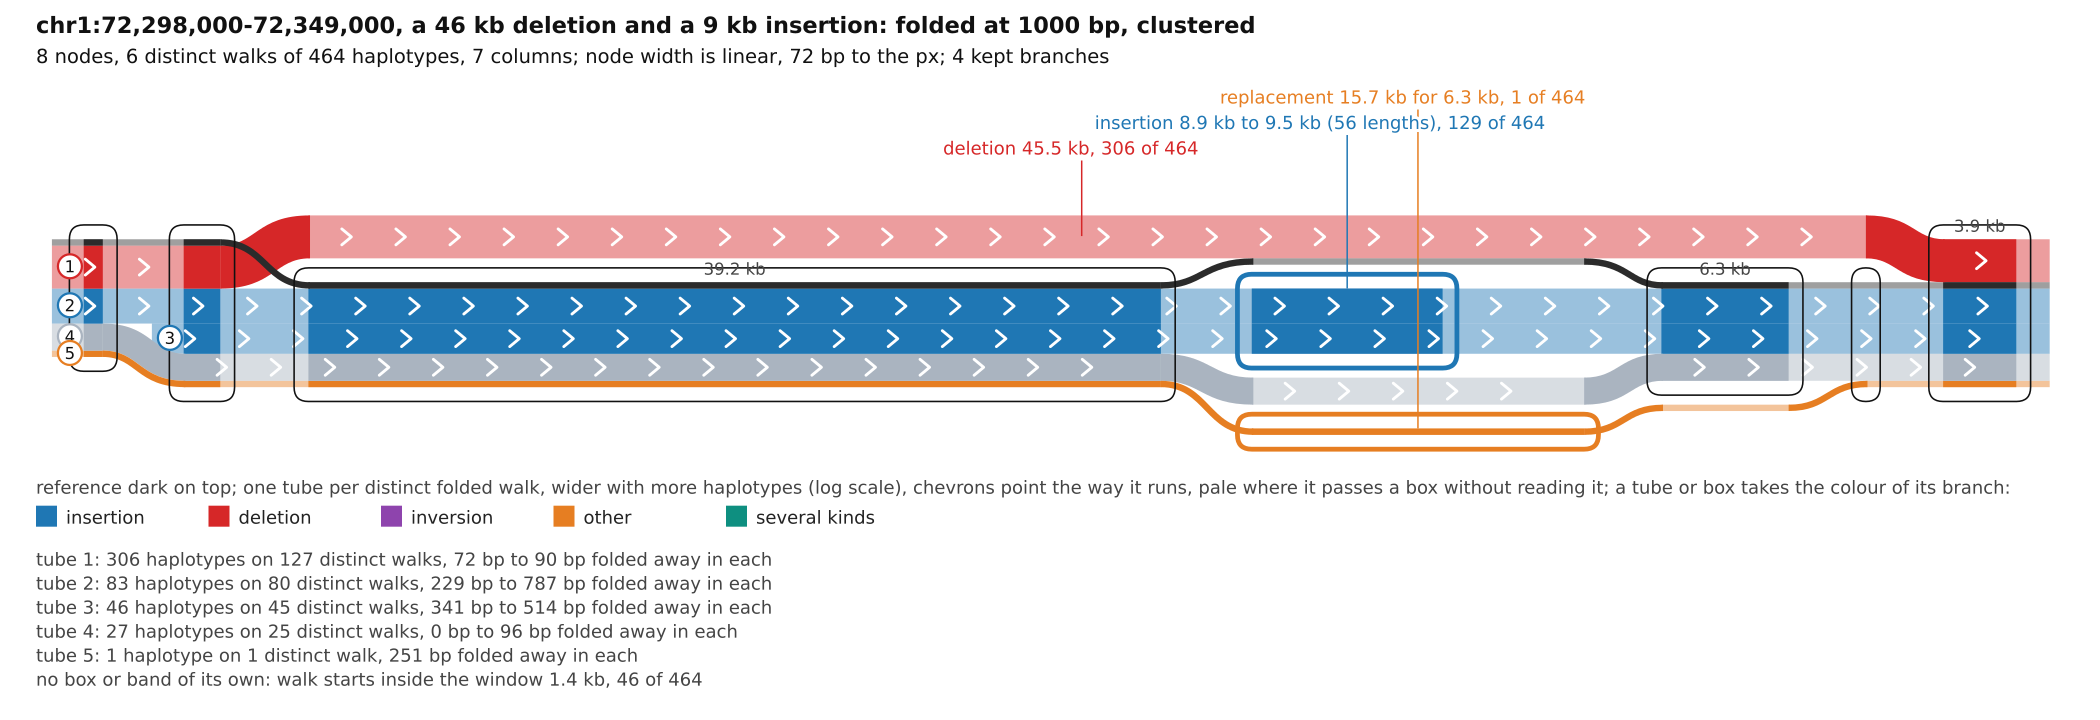 chr1:72,298,000-72,349,000, a 46 kb deletion and a 9 kb insertion: folded at 1000 bp, clustered
8 nodes, 6 distinct walks of 464 haplotypes, 7 columns; node width is linear, 72 bp to the px; 4 kept branches
replacement 15.7 kb for 6.3 kb, 1 of 464
insertion 8.9 kb to 9.5 kb (56 lengths), 129 of 464
deletion 45.5 kb, 306 of 464
3.9 kb
39.2 kb
6.3 kb
1
2
3
4
5
reference dark on top; one tube per distinct folded walk, wider with more haplotypes (log scale), chevrons point the way it runs, pale where it passes a box without reading it; a tube or box takes the colour of its branch:
insertion deletion inversion other several kinds
tube 1: 306 haplotypes on 127 distinct walks, 72 bp to 90 bp folded away in each
tube 2: 83 haplotypes on 80 distinct walks, 229 bp to 787 bp folded away in each
tube 3: 46 haplotypes on 45 distinct walks, 341 bp to 514 bp folded away in each
tube 4: 27 haplotypes on 25 distinct walks, 0 bp to 96 bp folded away in each
tube 5: 1 haplotype on 1 distinct walk, 251 bp folded away in each
no box or band of its own: walk starts inside the window 1.4 kb, 46 of 464